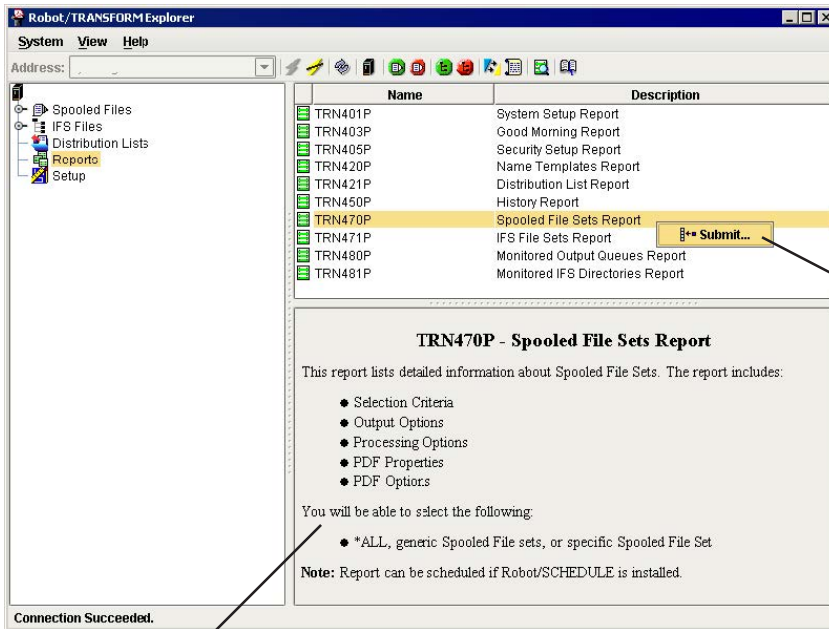 Robot/TRANSFORM Explorer
System View Help
Address:
Spooled Files
IFS Files
Distribution Lists
Reports
Setup
Name Description
TRN401P System Setup Report
TRN403P Good Morning Report
TRN405P Security Setup Report
TRN420P Name Templates Report
TRN421P Distribution List Report
TRN450P History Report
TRN470P Spooled File Sets Report
TRN471P IFS File Sets Report
Submit...
TRN480P Monitored Output Queues Report
TRN481P Monitored IFS Directories Report
TRN470P - Spooled File Sets Report
This report lists detailed information about Spooled File Sets. The report includes:
● Selection Criteria
● Output Options
● Processing Options
● PDF Properties
● PDF Options
You will be able to select the following:
● *ALL, generic Spooled File sets, or specific Spooled File Set
Note: Report can be scheduled if Robot/SCHEDULE is installed.
Connection Succeeded.